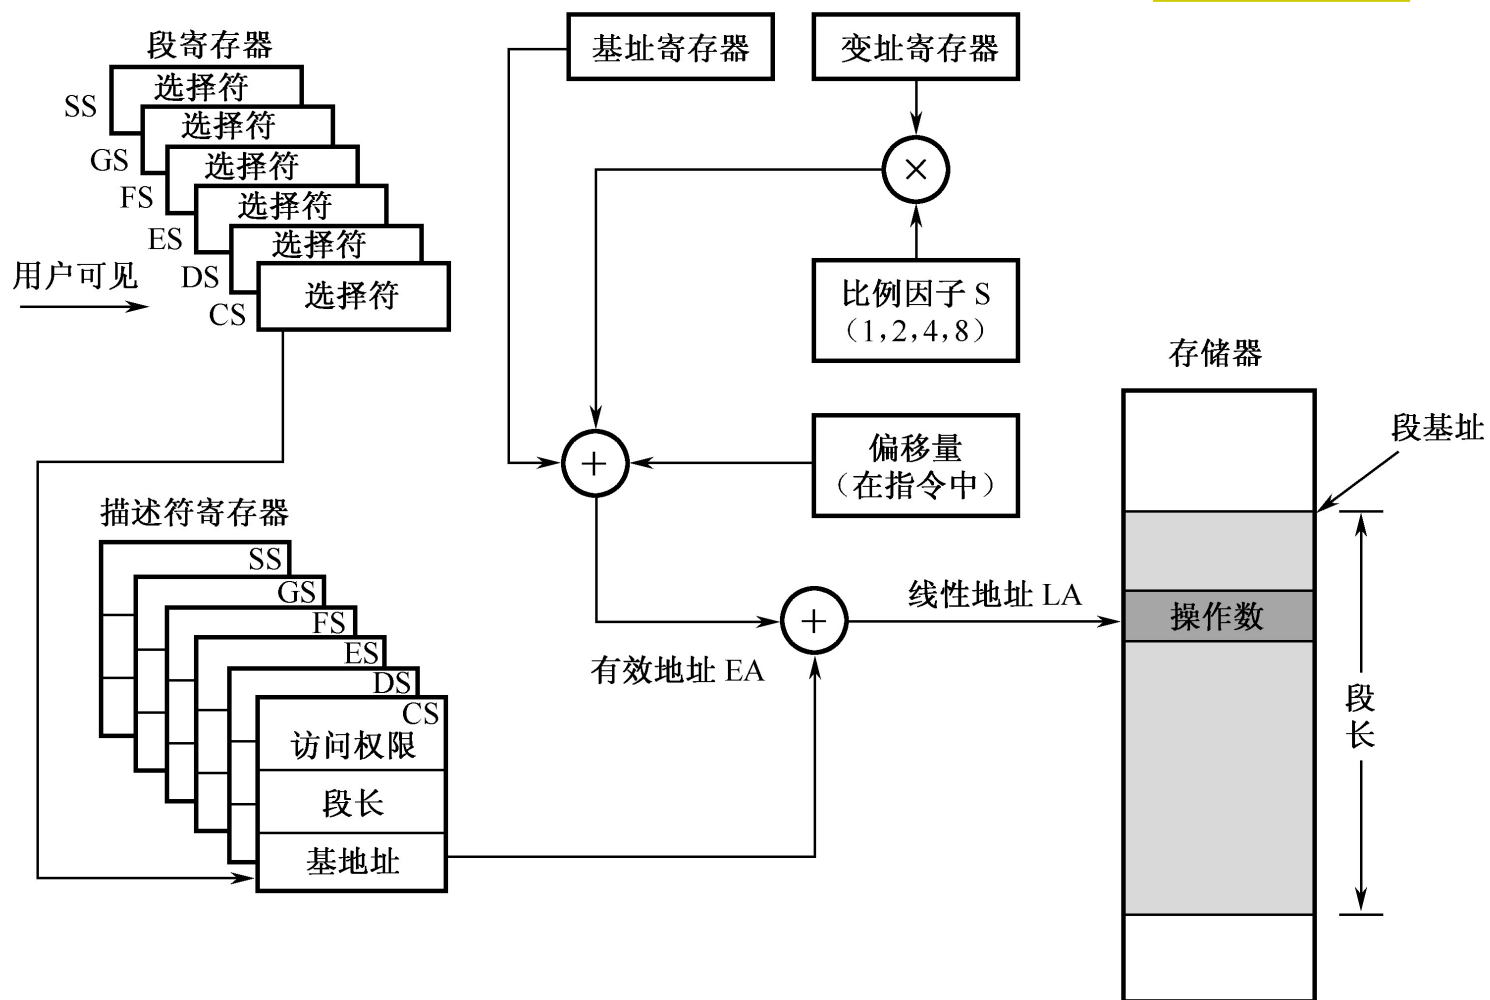 段寄存器
选择符
SS
选择符
GS
选择符
FS
选择符
ES
选择符
DS
选择符
CS
用户可见
基址寄存器
变址寄存器
×
比例因子 S
（1,2,4,8）
+
偏移量
（在指令中）
存储器
段基址
描述符寄存器
SS
GS
FS
ES
DS
CS
访问权限
段长
基地址
+
有效地址 EA
线性地址 LA
操作数
段
长